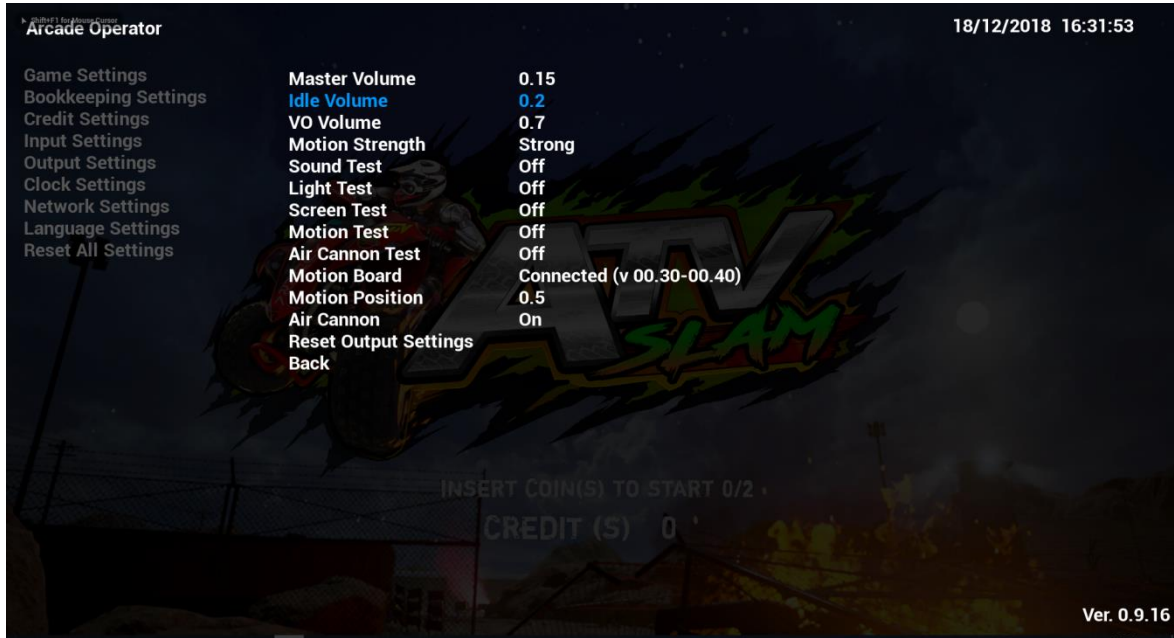 Shift+F1 for Mouse Cursor
Arcade Operator
18/12/2018 16:31:53
Game Settings
Bookkeeping Settings
Credit Settings
Input Settings
Output Settings
Clock Settings
Network Settings
Language Settings
Reset All Settings
Master Volume 0.15
Idle Volume 0.2
VO Volume 0.7
Motion Strength Strong
Sound Test Off
Light Test Off
Screen Test Off
Motion Test Off
Air Cannon Test Off
Motion Board Connected (v 00.30-00.40)
Motion Position 0.5
Air Cannon On
Reset Output Settings
Back
ATV
SLAM
INSERT COIN(S) TO START 0/2
CREDIT (S) 0
Ver. 0.9.16